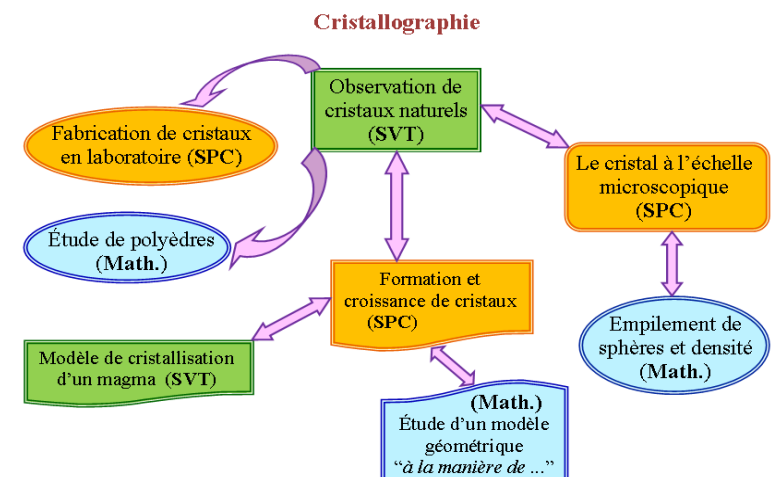 Cristallographie
Observation de
cristaux naturels
(SVT)
Fabrication de cristaux
en laboratoire (SPC)
Le cristal à l'échelle
microscopique
(SPC)
Étude de polyèdres
(Math.)
Formation et
croissance de cristaux
(SPC)
Empilement de
sphères et densité
(Math.)
Modèle de cristallisation
d'un magma (SVT)
(Math.)
Étude d'un modèle
géométrique
“à la manière de ...”